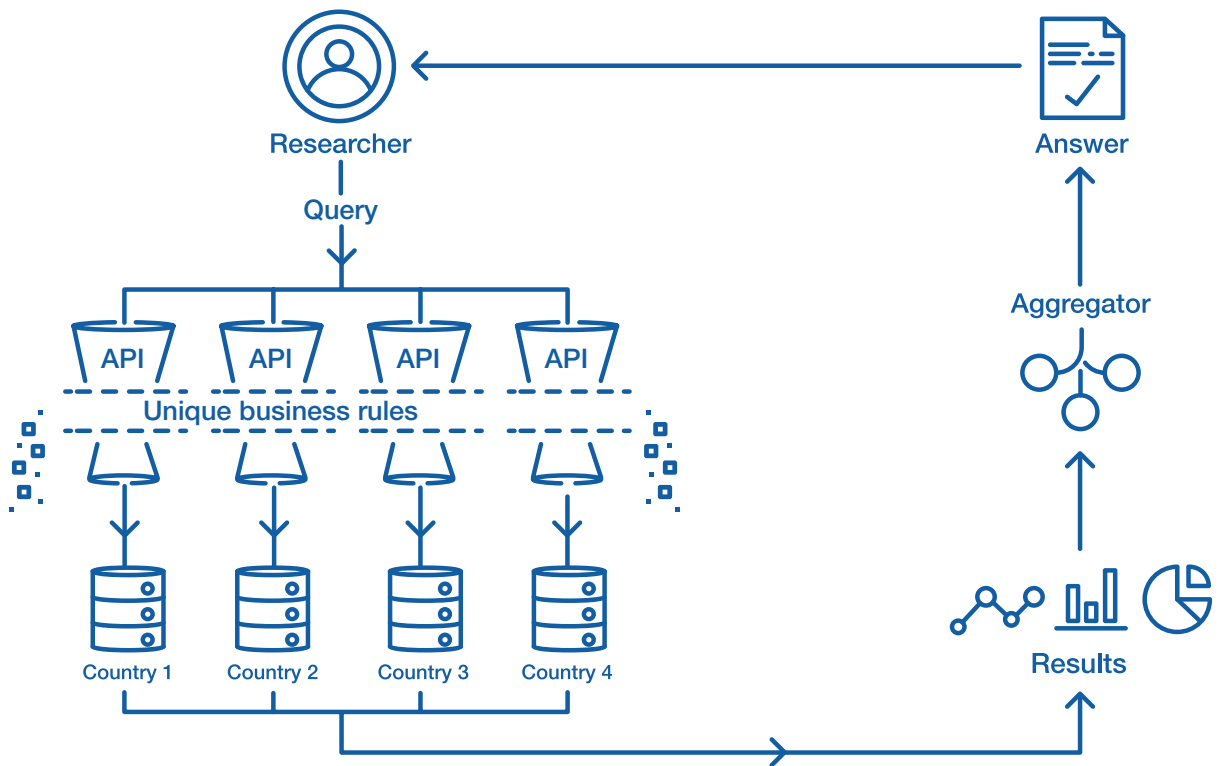 Researcher
Answer
Query
Aggregator
API
API
API
API
Unique business rules
Country 1
Country 2
Country 3
Country 4
Results